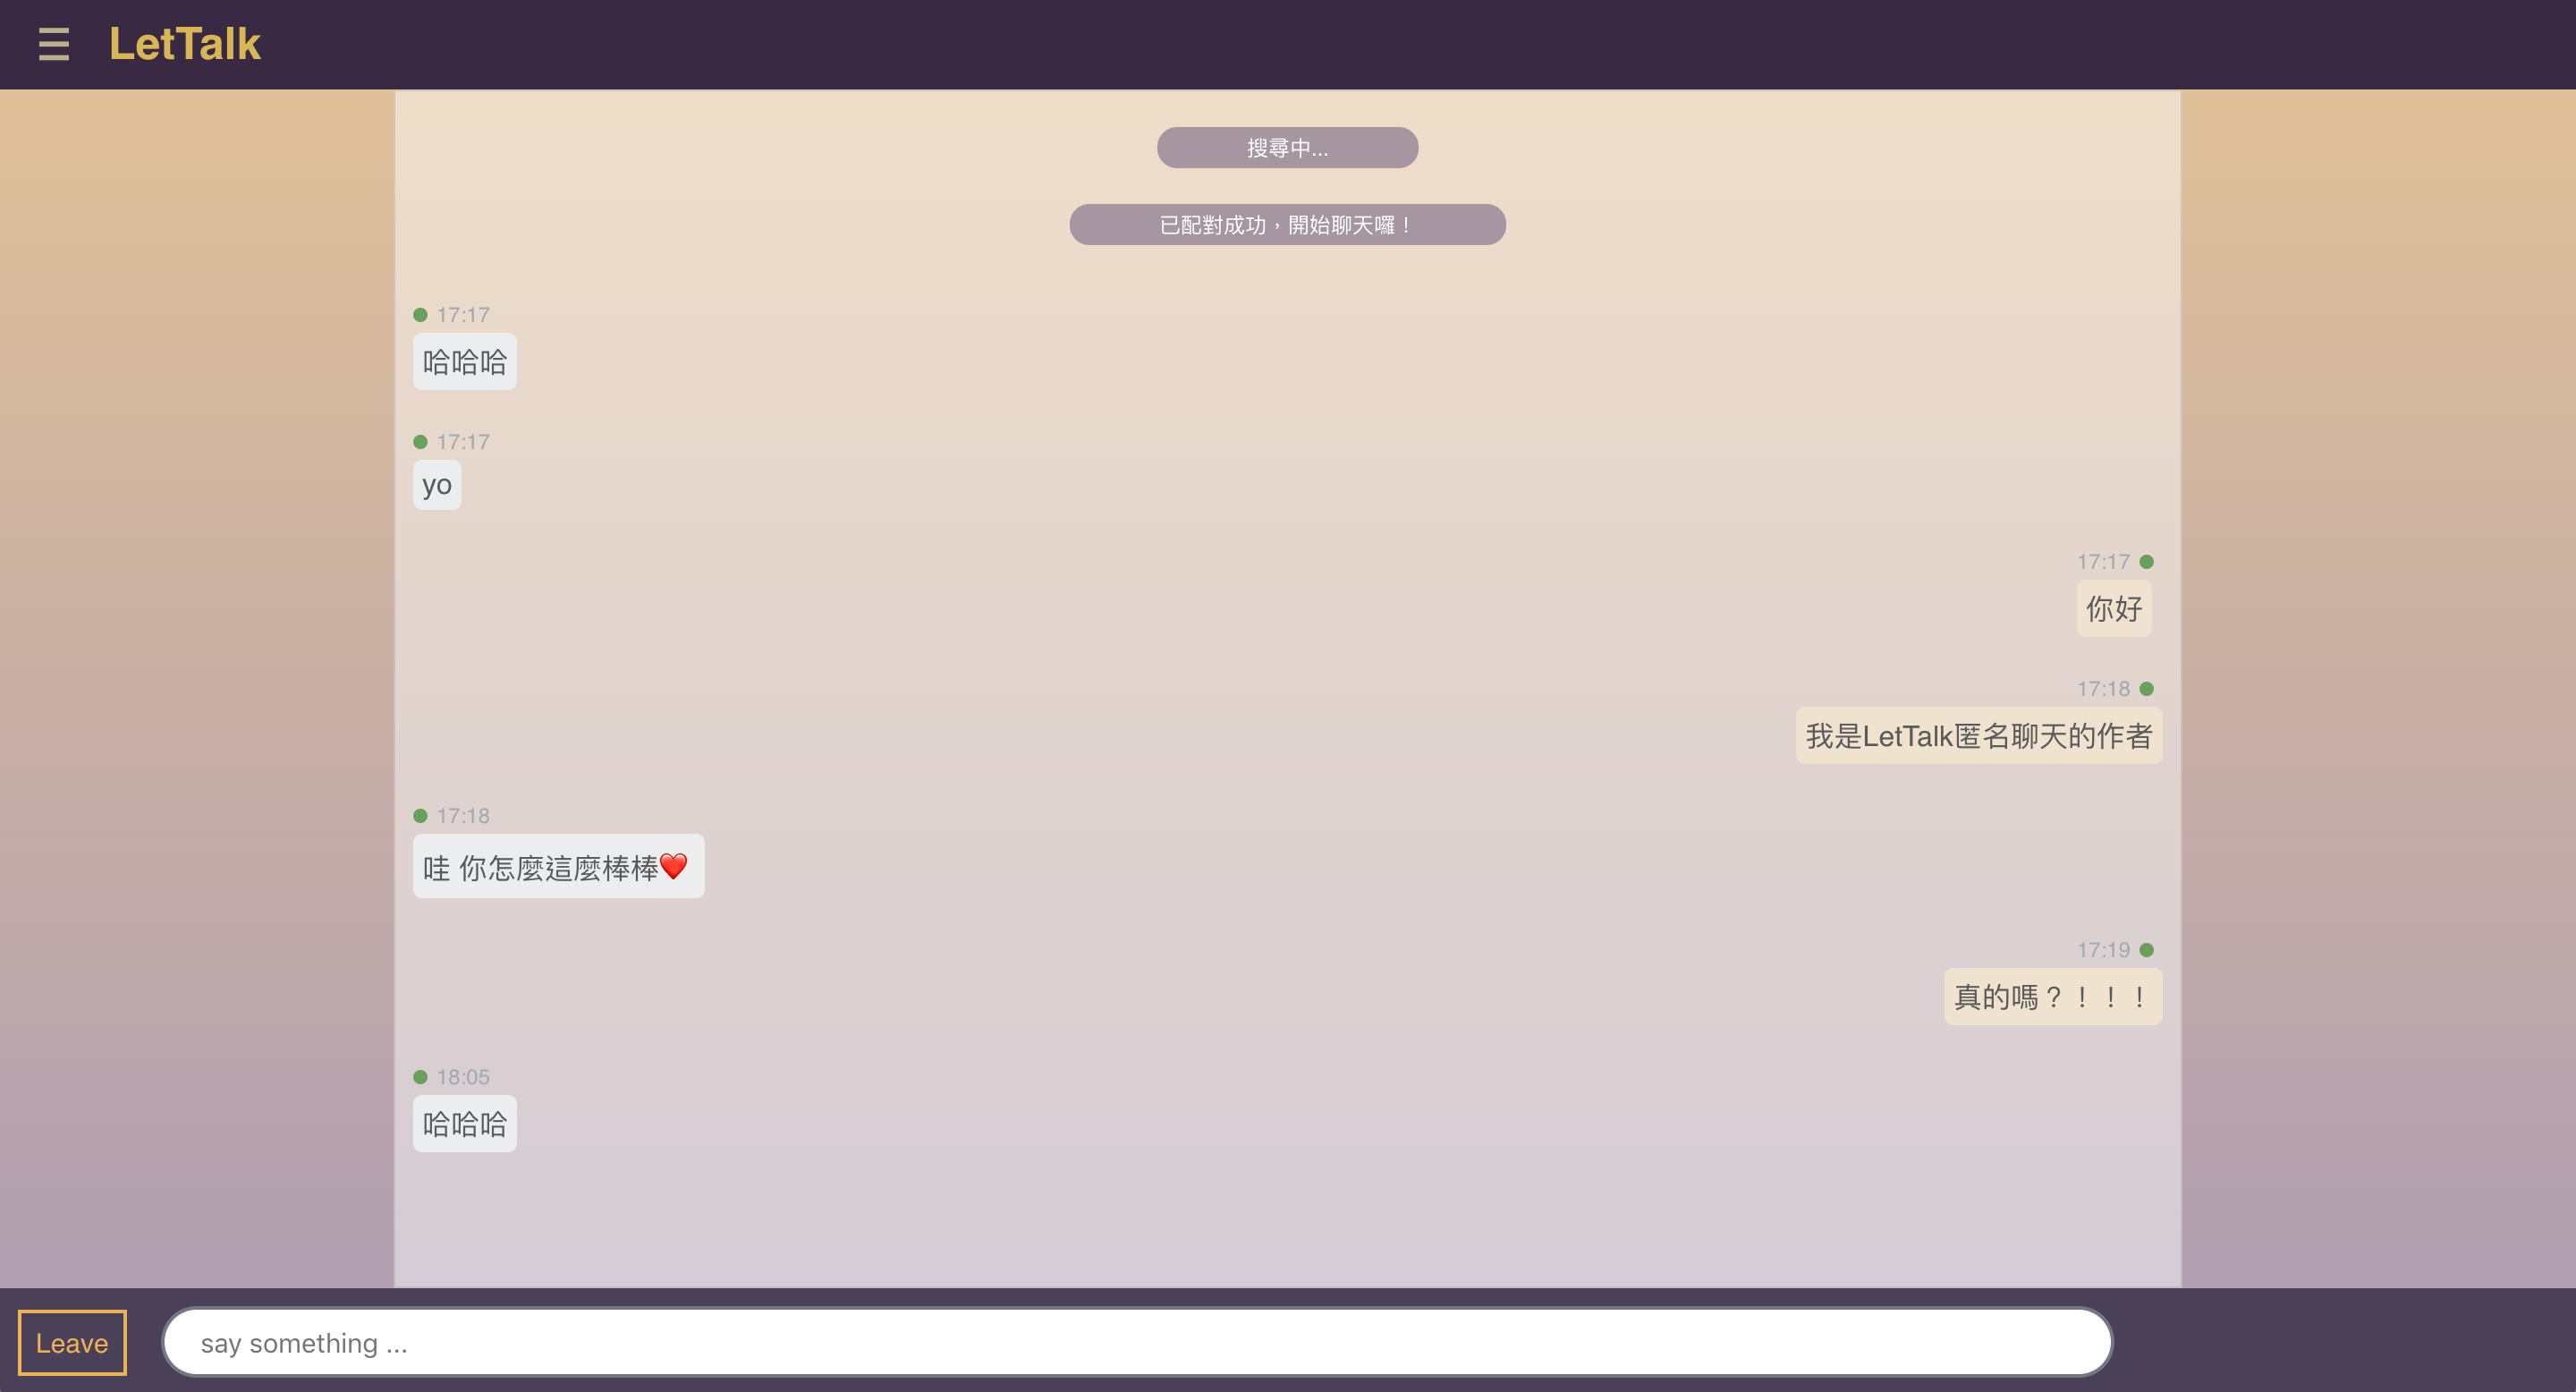 LetTalk
搜尋中...
已配對成功，開始聊天囉！
17:17
哈哈哈
17:17
yo
17:17
你好
17:18
我是LetTalk匿名聊天的作者
17:18
哇 你怎麼這麼棒棒❤️
17:19
真的嗎？！！！
18:05
哈哈哈
Leave
say something ...